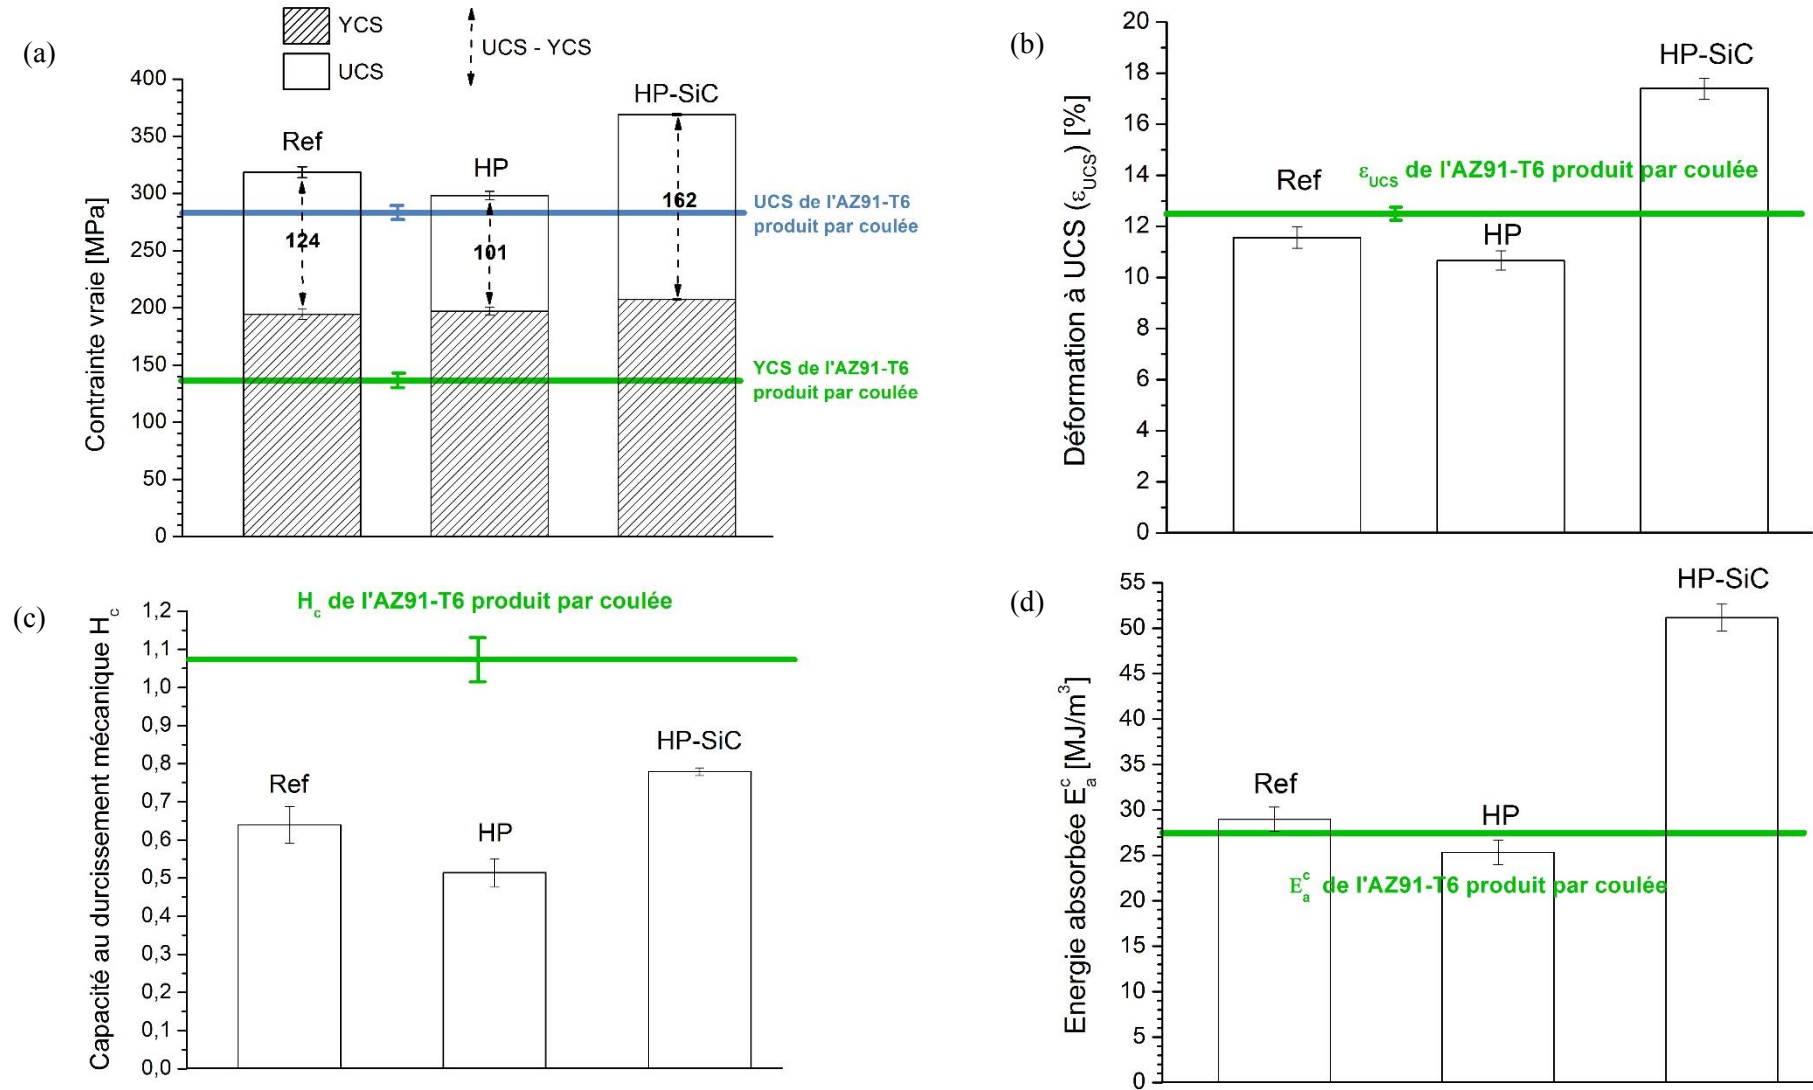 (a)
YCS
UCS
UCS - YCS
Contrainte vraie [MPa]
400
350
300
250
200
150
100
50
0
Ref
HP
HP-SiC
124
101
162
UCS de l'AZ91-T6
produit par coulée
YCS de l'AZ91-T6
produit par coulée
(b)
Déformation à UCS (εUCS) [%]
20
18
16
14
12
10
8
6
4
2
0
Ref
HP
HP-SiC
εUCS de l'AZ91-T6 produit par coulée
(c)
Hc de l'AZ91-T6 produit par coulée
Capacité au durcissement mécanique Hc
1,2
1,1
1,0
0,9
0,8
0,7
0,6
0,5
0,4
0,3
0,2
0,1
0,0
Ref
HP
HP-SiC
(d)
Energie absorbée Eac [MJ/m3]
55
50
45
40
35
30
25
20
15
10
5
0
Ref
HP
HP-SiC
Eac de l'AZ91-T6 produit par coulée